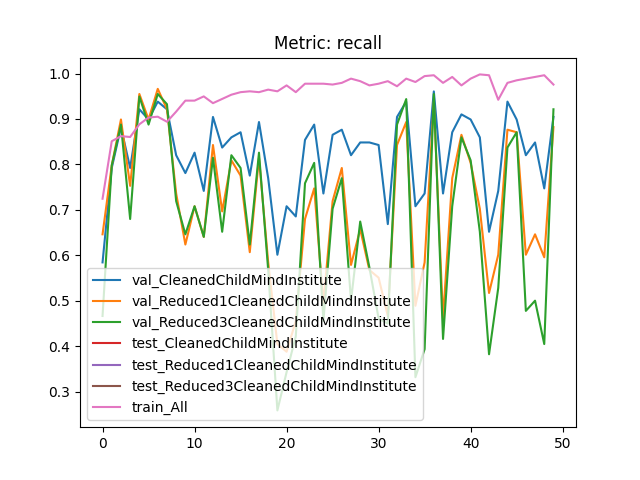 Metric: recall
1.0
0.9
0.8
0.7
0.6
0.5
0.4
0.3
val_CleanedChildMindInstitute
val_Reduced1CleanedChildMindInstitute
val_Reduced3CleanedChildMindInstitute
test_CleanedChildMindInstitute
test_Reduced1CleanedChildMindInstitute
test_Reduced3CleanedChildMindInstitute
train_All
0 10 20 30 40 50